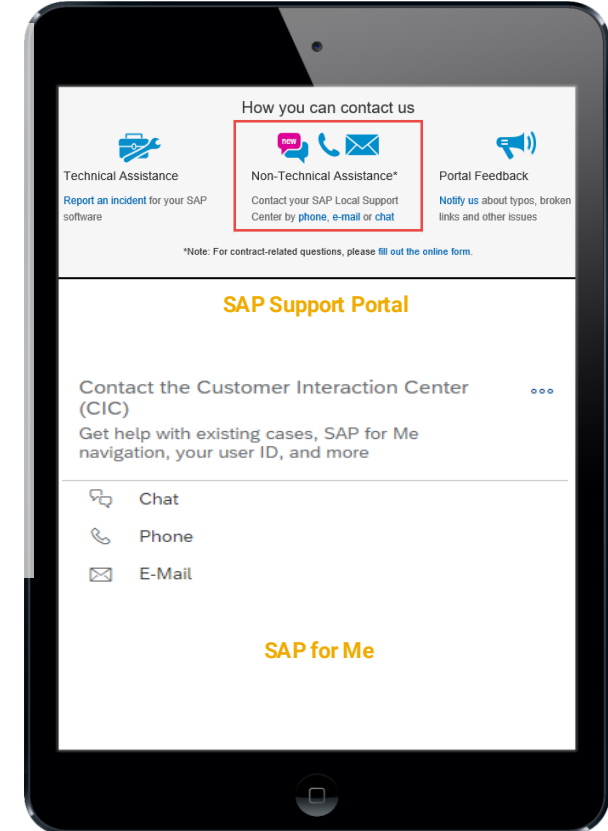 How you can contact us
new
Technical Assistance
Report an incident for your SAP
software
Non-Technical Assistance*
Contact your SAP Local Support
Center by phone, e-mail or chat
Portal Feedback
Notify us about typos, broken
links and other issues
*Note: For contract-related questions, please fill out the online form.
SAP Support Portal
Contact the Customer Interaction Center
(CIC)
Get help with existing cases, SAP for Me
navigation, your user ID, and more
Chat
Phone
E-Mail
SAP for Me